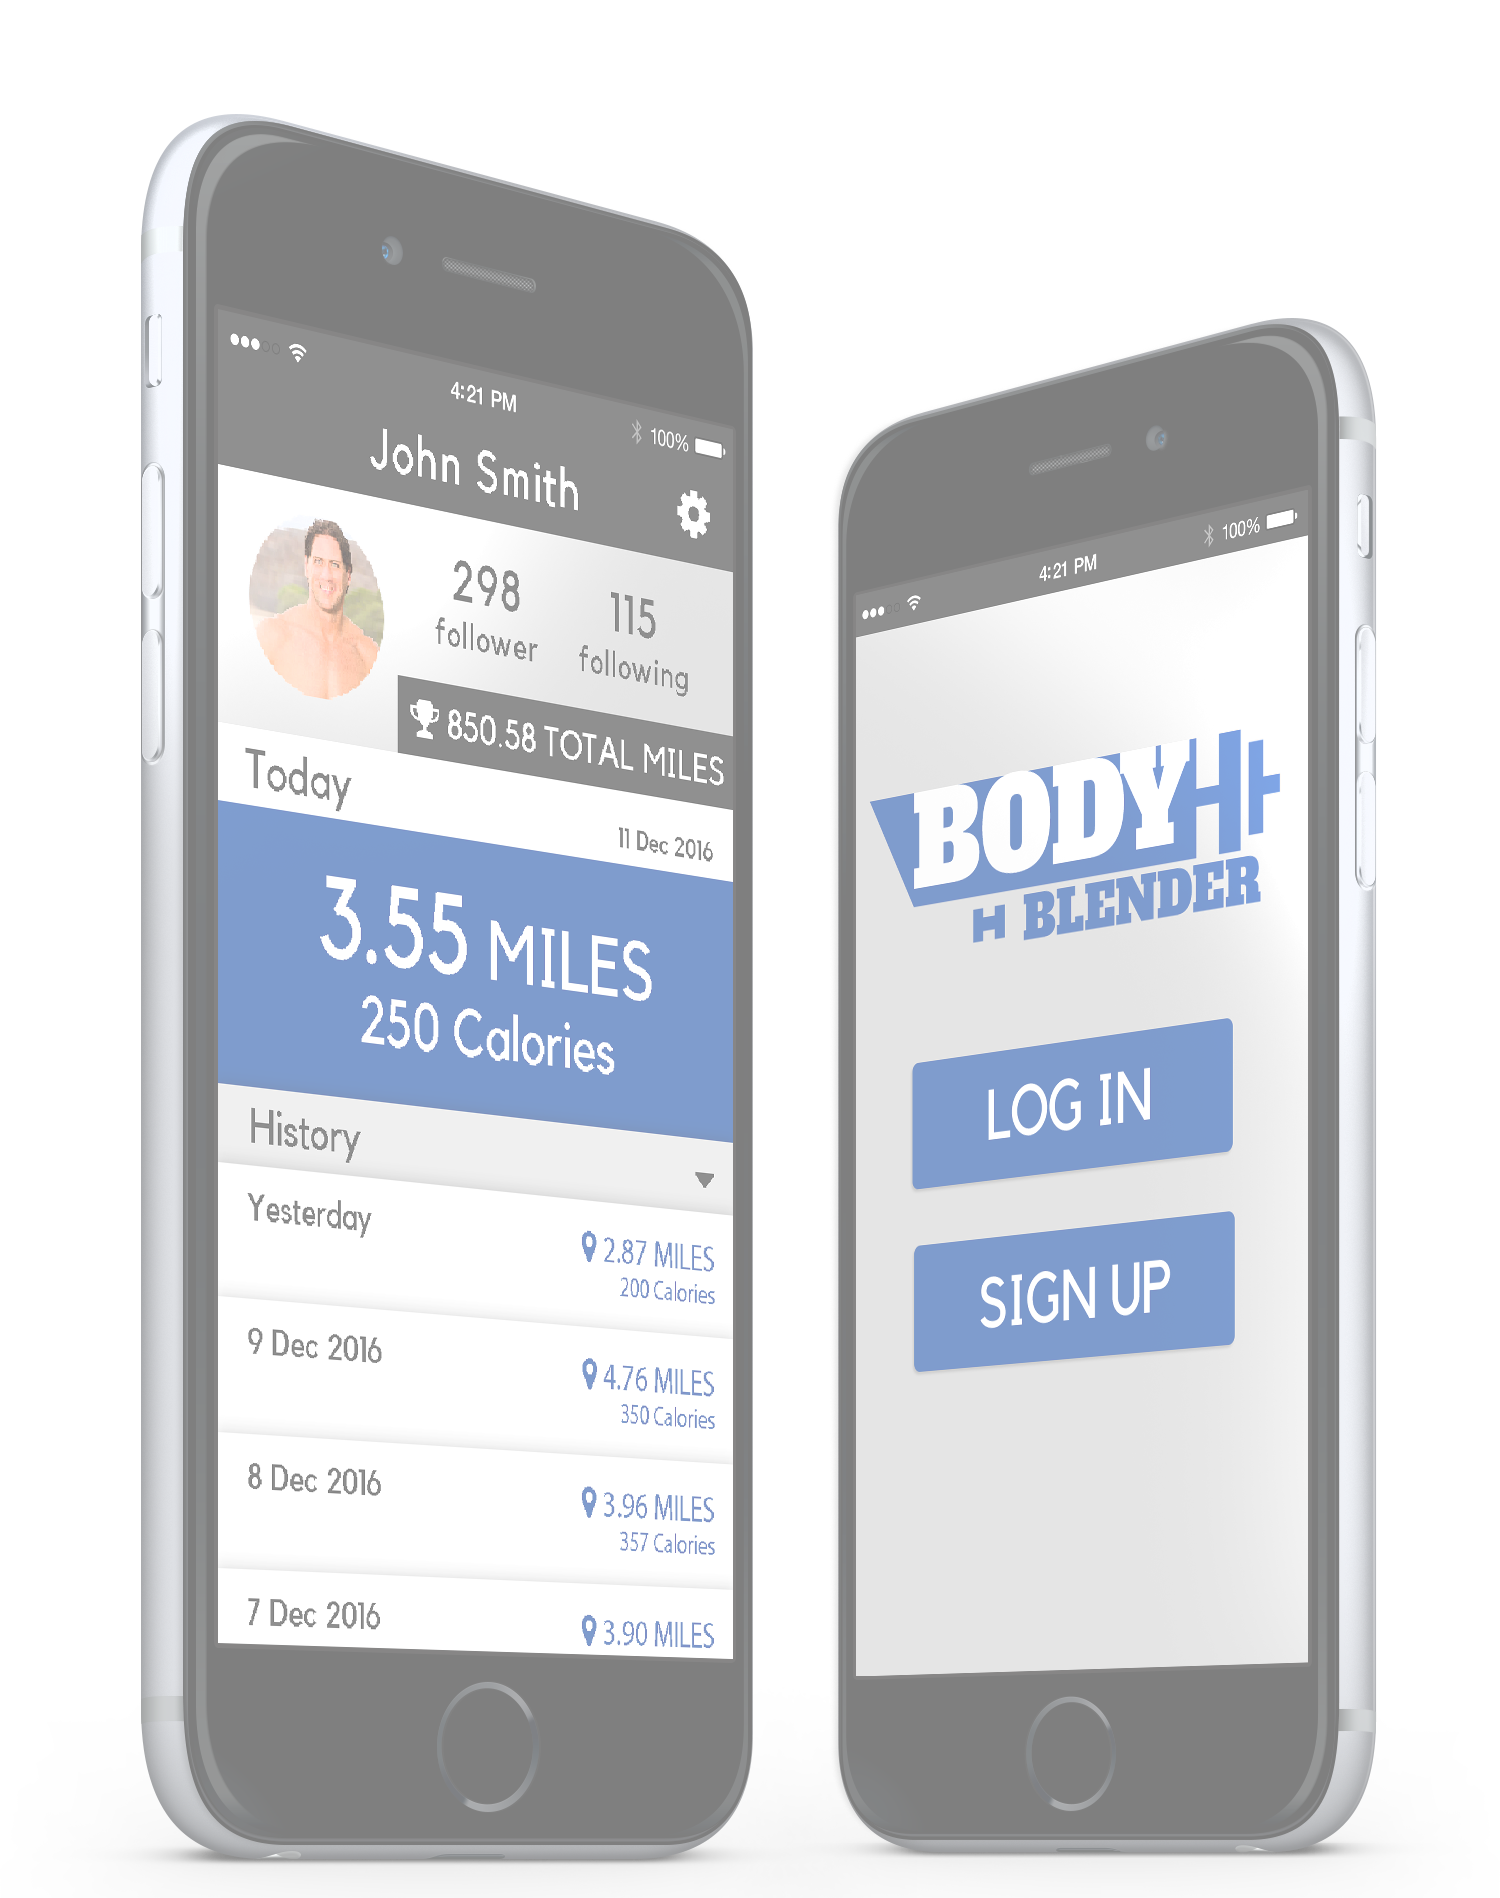 4:21 PM
100%
John Smith
298
follower
115
following
850.58 TOTAL MILES
Today
11 Dec 2016
3.55 MILES
250 Calories
History
Yesterday
2.87 MILES
200 Calories
9 Dec 2016
4.76 MILES
350 Calories
8 Dec 2016
3.96 MILES
357 Calories
7 Dec 2016
3.90 MILES
4:21 PM
100%
BODY
BLENDER
LOG IN
SIGN UP